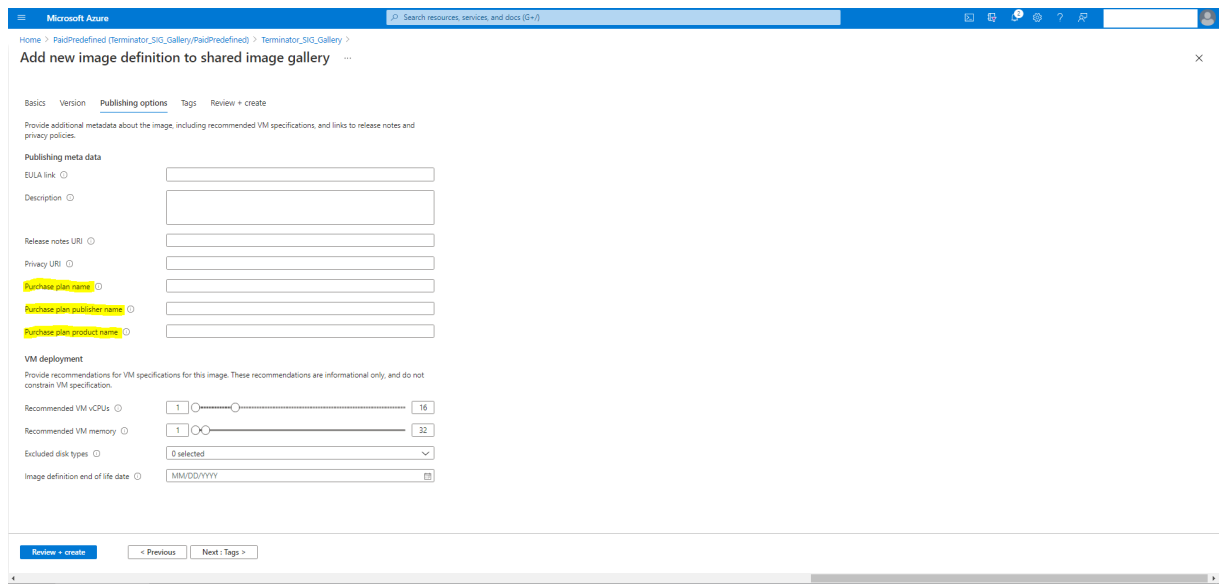 Microsoft Azure
Search resources, services, and docs (G+/)
2
Home > PaidPredefined (Terminator_SIG_Gallery/PaidPredefined) > Terminator_SIG_Gallery >
Add new image definition to shared image gallery ...
Basics Version Publishing options Tags Review + create
Provide additional metadata about the image, including recommended VM specifications, and links to release notes and
privacy policies.
Publishing meta data
EULA link
Description
Release notes URI
Privacy URI
Purchase plan name
Purchase plan publisher name
Purchase plan product name
VM deployment
Provide recommendations for VM specifications for this image. These recommendations are informational only, and do not
constrain VM specification.
Recommended VM vCPUs 1 16
Recommended VM memory 1 32
Excluded disk types 0 selected
Image definition end of life date MM/DD/YYYY
Review + create < Previous Next : Tags >